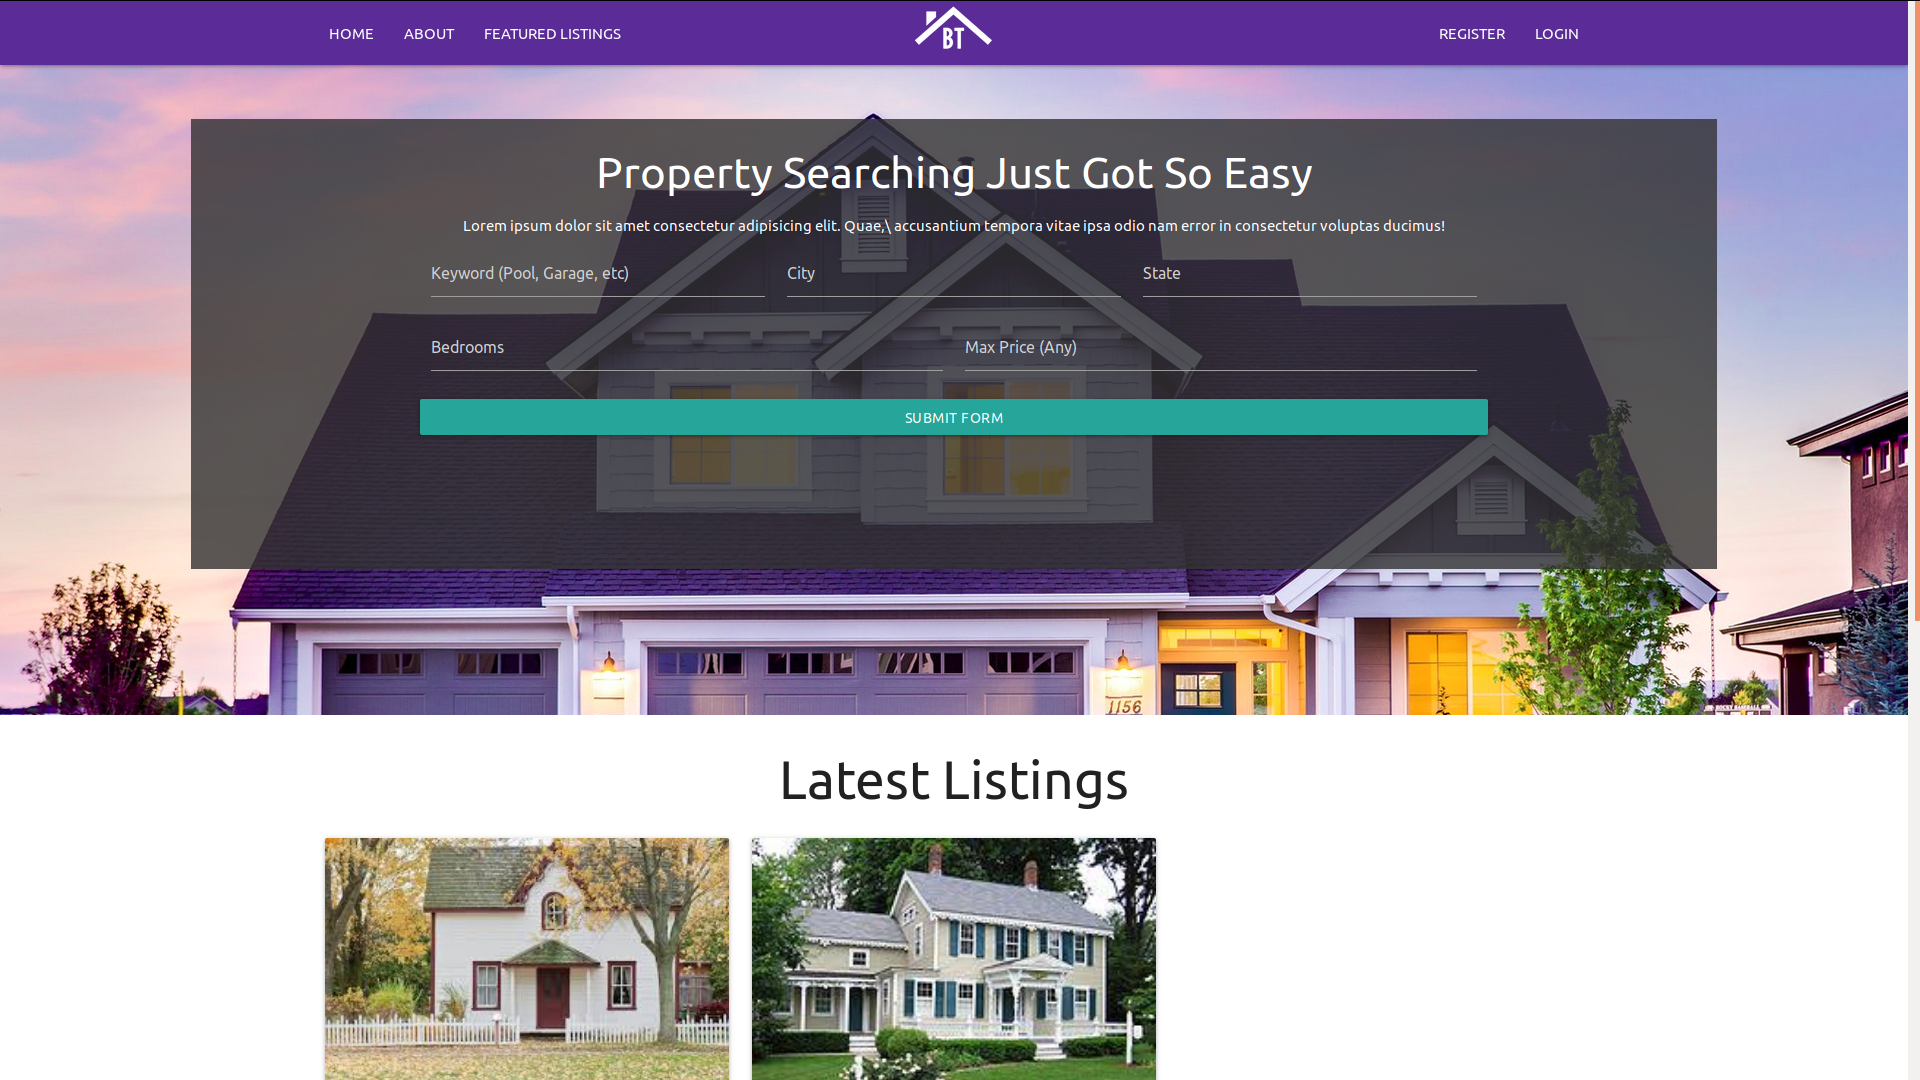 HOME ABOUT FEATURED LISTINGS BT REGISTER LOGIN
Property Searching Just Got So Easy
Lorem ipsum dolor sit amet consectetur adipisicing elit. Quae,\ accusantium tempora vitae ipsa odio nam error in consectetur voluptas ducimus!
Keyword (Pool, Garage, etc) City State
Bedrooms Max Price (Any)
SUBMIT FORM
1156
Latest Listings